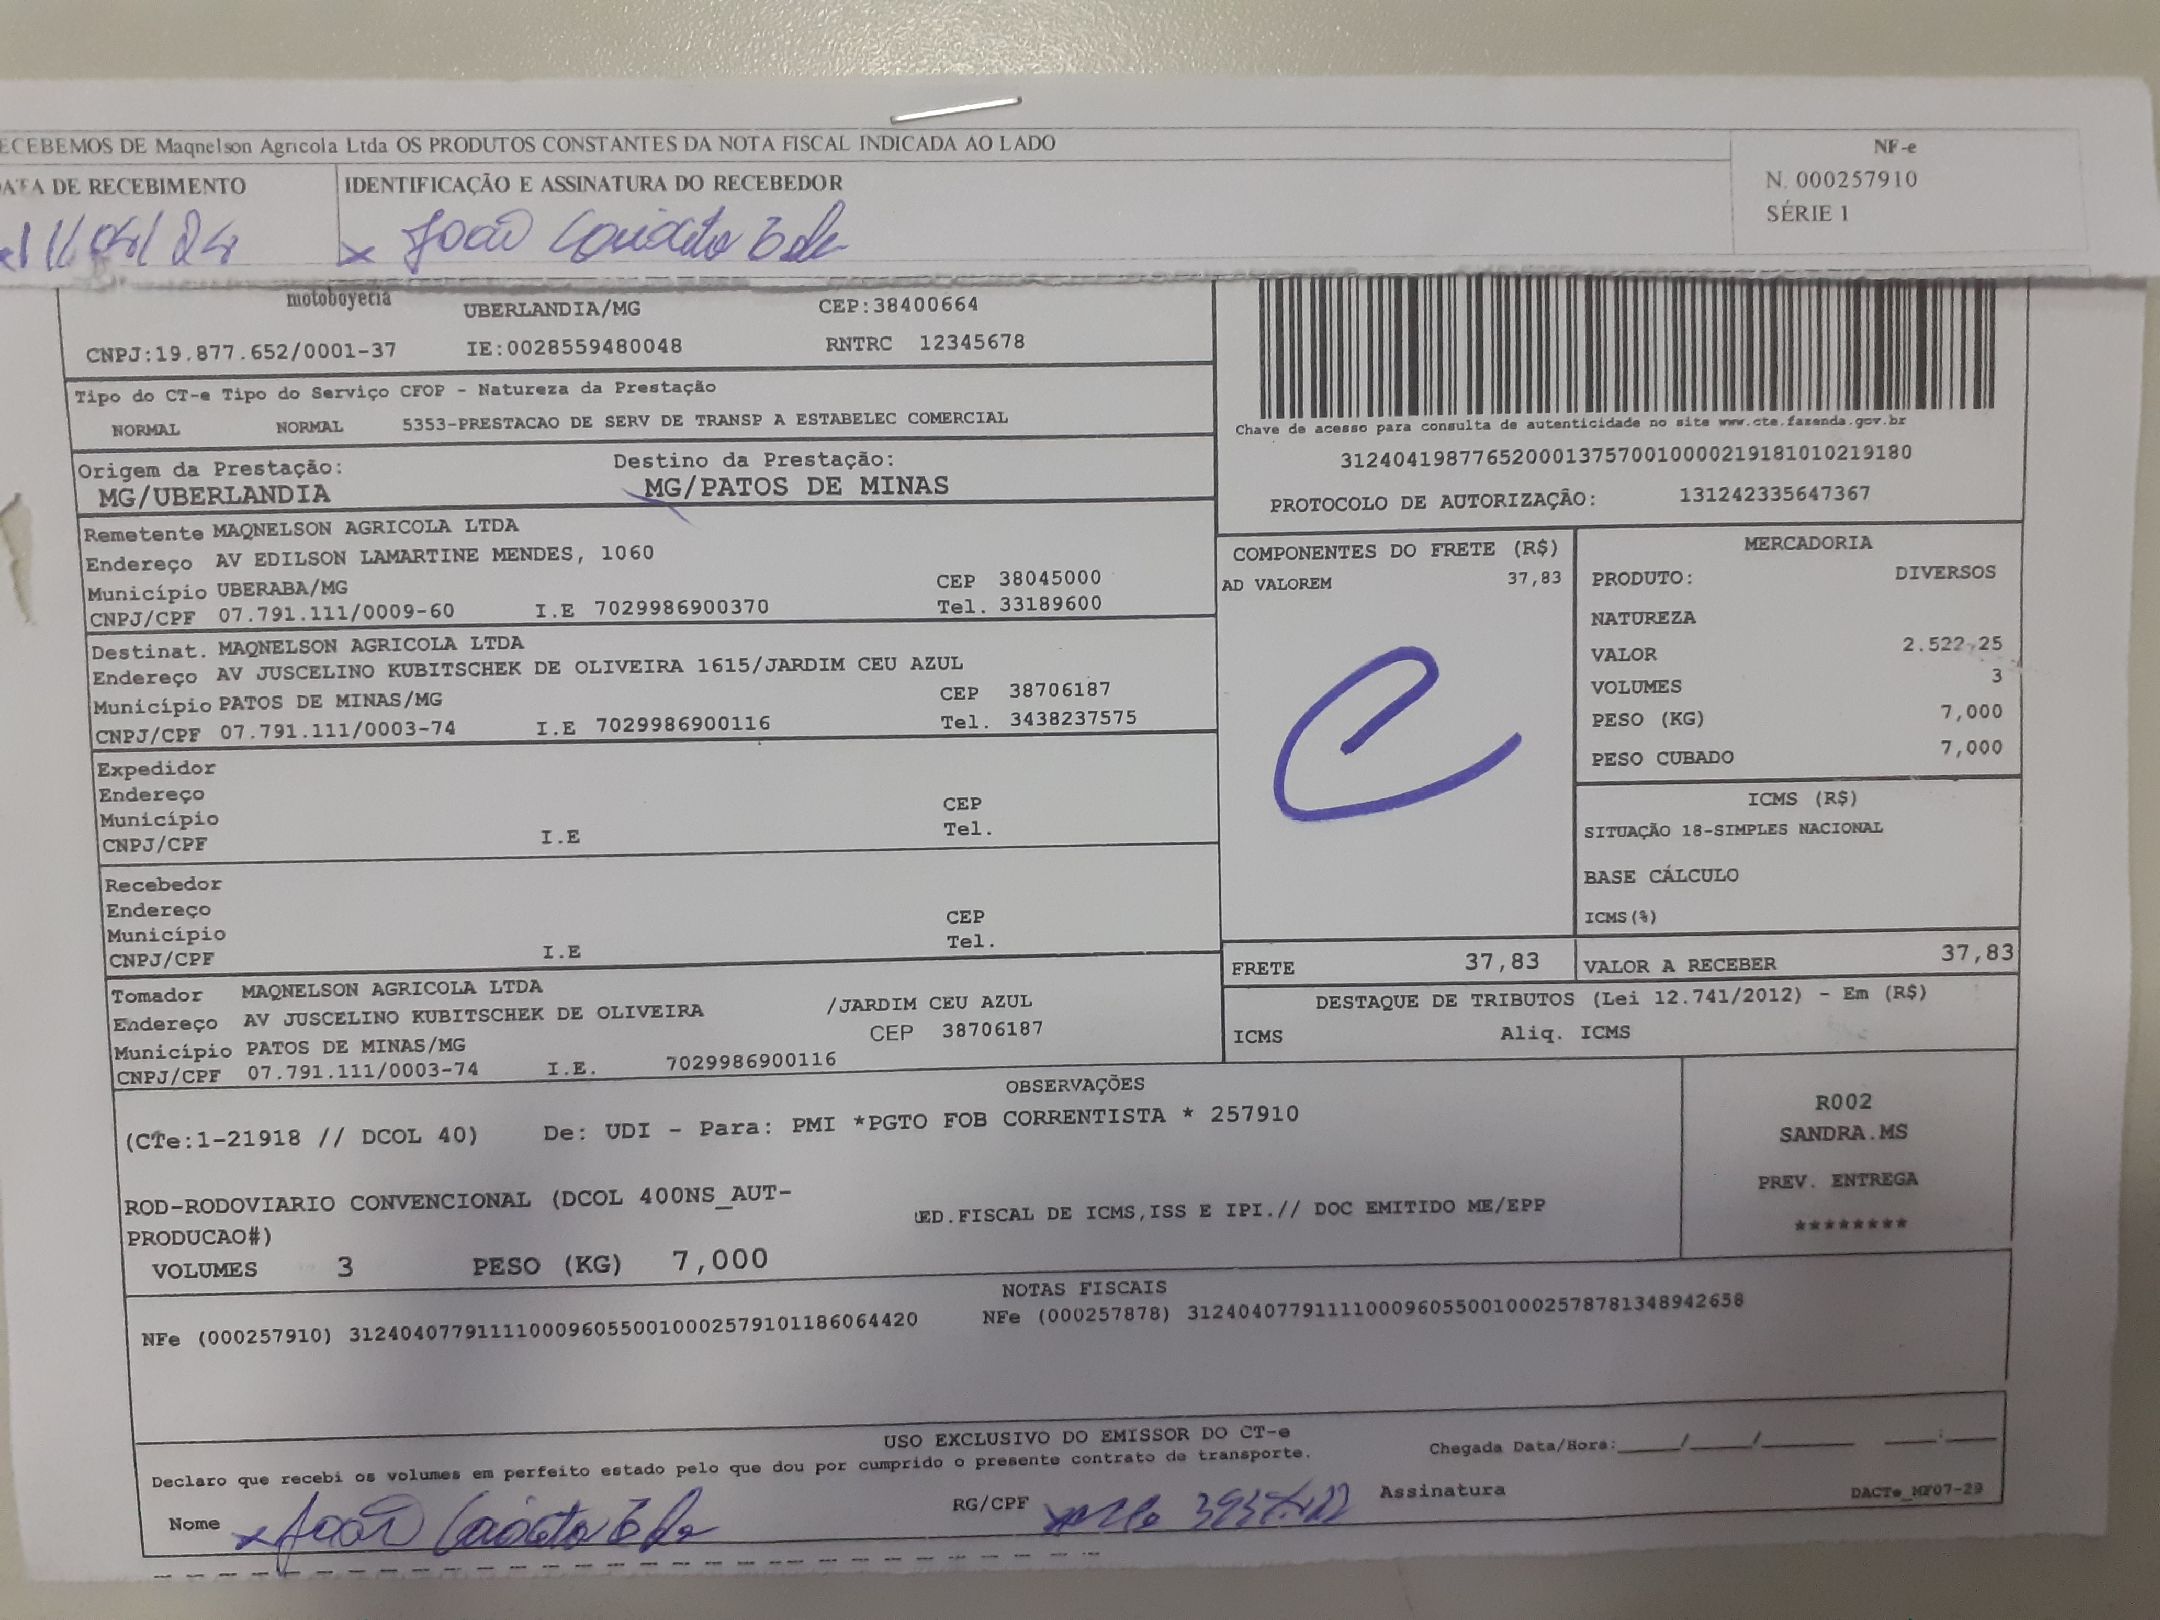 ECEBEMOS DE Maqnelson Agricola Ltda OS PRODUTOS CONSTANTES DA NOTA FISCAL INDICADA AO LADO
NF-e
N. 000257910
SÉRIE 1
DATA DE RECEBIMENTO
IDENTIFICAÇÃO E ASSINATURA DO RECEBEDOR
11/04/24
x João
motoboyecia
UBERLANDIA/MG CEP:38400664
CNPJ:19.877.652/0001-37 IE:0028559480048 RNTRC 12345678
Tipo do CT-e Tipo do Serviço CFOP - Natureza da Prestação
NORMAL NORMAL 5353-PRESTACAO DE SERV DE TRANSP A ESTABELEC COMERCIAL
Chave de acesso para consulta de autenticidade no site www.cte.fazenda.gov.br
31240419877652000137570010000219181010219180
PROTOCOLO DE AUTORIZAÇÃO: 131242335647367
Origem da Prestação: Destino da Prestação:
MG/UBERLANDIA MG/PATOS DE MINAS
Remetente MAQNELSON AGRICOLA LTDA
Endereço AV EDILSON LAMARTINE MENDES, 1060
Município UBERABA/MG CEP 38045000
CNPJ/CPF 07.791.111/0009-60 I.E 7029986900370 Tel. 33189600
Destinat. MAQNELSON AGRICOLA LTDA
Endereço AV JUSCELINO KUBITSCHEK DE OLIVEIRA 1615/JARDIM CEU AZUL
Município PATOS DE MINAS/MG CEP 38706187
CNPJ/CPF 07.791.111/0003-74 I.E 7029986900116 Tel. 3438237575
Expedidor
Endereço
Município CEP
CNPJ/CPF I.E Tel.
Recebedor
Endereço
Município CEP
CNPJ/CPF I.E Tel.
Tomador MAQNELSON AGRICOLA LTDA
Endereço AV JUSCELINO KUBITSCHEK DE OLIVEIRA /JARDIM CEU AZUL
Município PATOS DE MINAS/MG CEP 38706187
CNPJ/CPF 07.791.111/0003-74 I.E. 7029986900116
COMPONENTES DO FRETE (R$)
AD VALOREM 37,83
MERCADORIA
PRODUTO: DIVERSOS
NATUREZA
VALOR 2.522,25
VOLUMES 3
PESO (KG) 7,000
PESO CUBADO 7,000
ICMS (R$)
SITUAÇÃO 18-SIMPLES NACIONAL
BASE CÁLCULO
ICMS(%)
FRETE 37,83 VALOR A RECEBER 37,83
DESTAQUE DE TRIBUTOS (Lei 12.741/2012) - Em (R$)
ICMS Aliq. ICMS
OBSERVAÇÕES
(CTe:1-21918 // DCOL 40) De: UDI - Para: PMI *PGTO FOB CORRENTISTA * 257910
ROD-RODOVIARIO CONVENCIONAL (DCOL 400NS_AUT-
PRODUCAO#)
ED.FISCAL DE ICMS,ISS E IPI.// DOC EMITIDO ME/EPP
VOLUMES 3 PESO (KG) 7,000
R002
SANDRA.MS
PREV. ENTREGA
********
NOTAS FISCAIS
NFe (000257910) 31240407791111000960550010002579101186064420 NFe (000257878) 31240407791111000960550010002578781348942658
USO EXCLUSIVO DO EMISSOR DO CT-e
Declaro que recebi os volumes em perfeito estado pelo que dou por cumprido o presente contrato de transporte.
Chegada Data/Hora:_____/_____/_______ ____:____
Nome x João RG/CPF Assinatura
DACTe_MF07-29